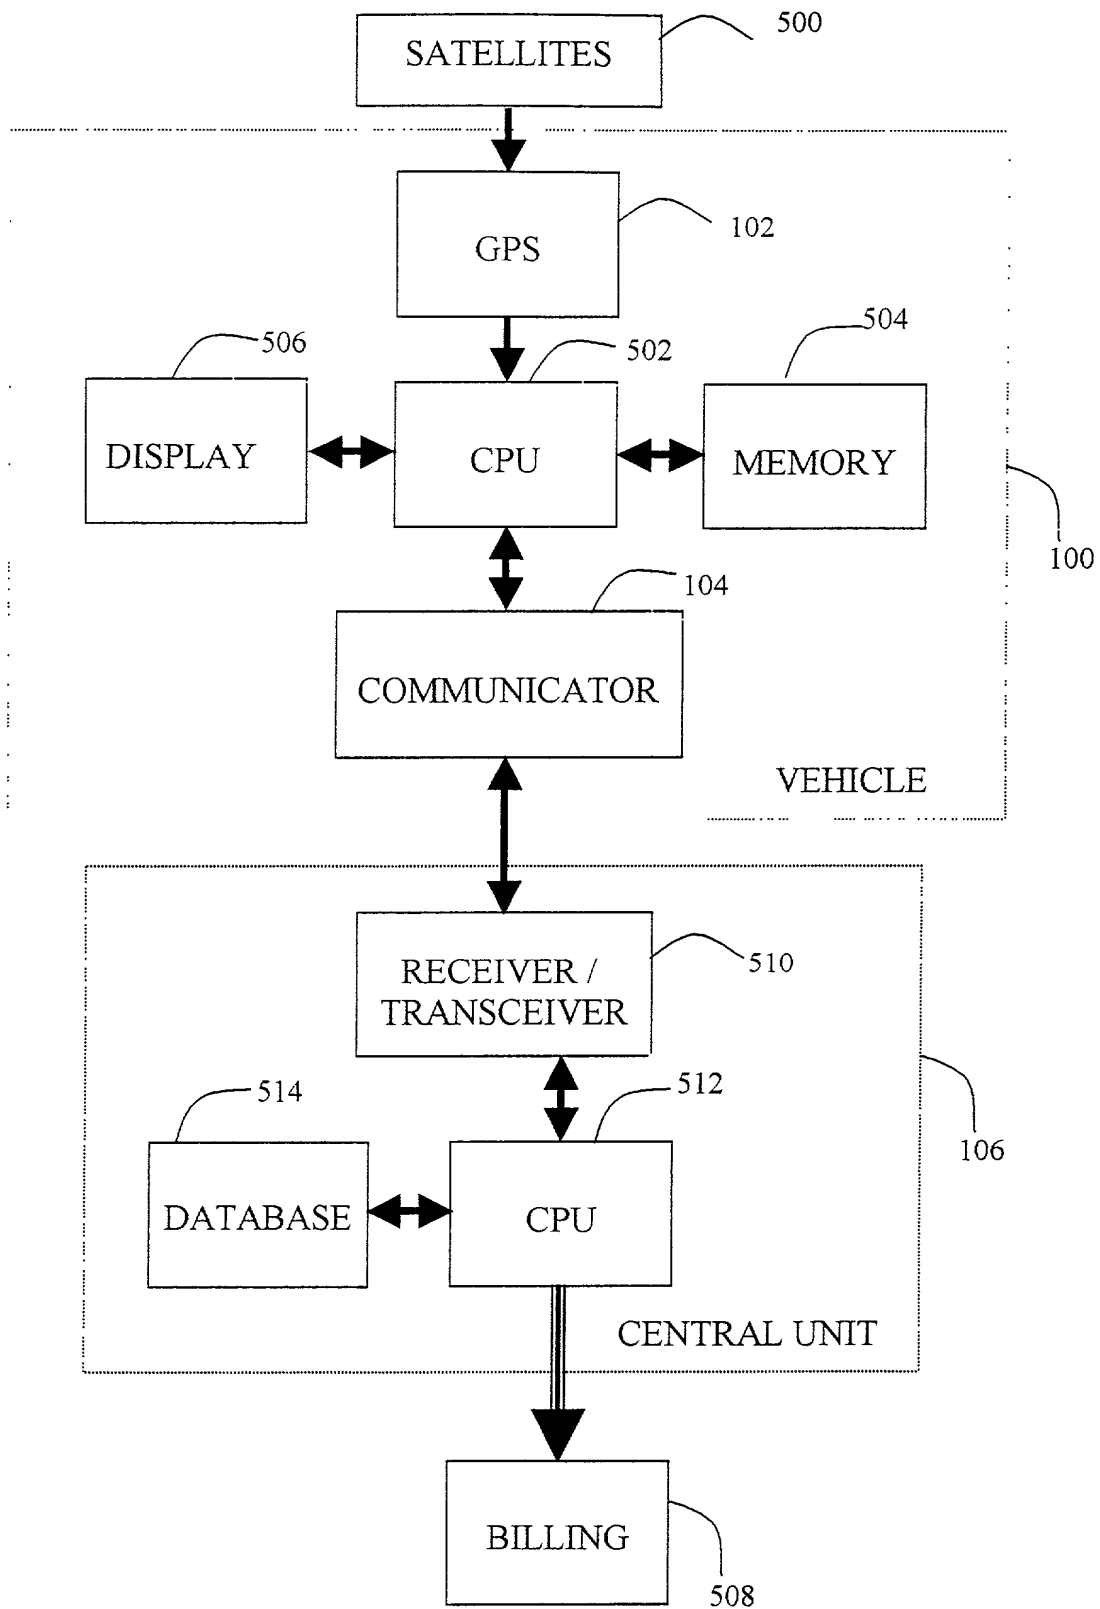 SATELLITES
500
GPS
102
506
502
504
DISPLAY
CPU
MEMORY
100
104
COMMUNICATOR
VEHICLE
RECEIVER /
TRANSCEIVER
510
514
512
106
DATABASE
CPU
CENTRAL UNIT
BILLING
508